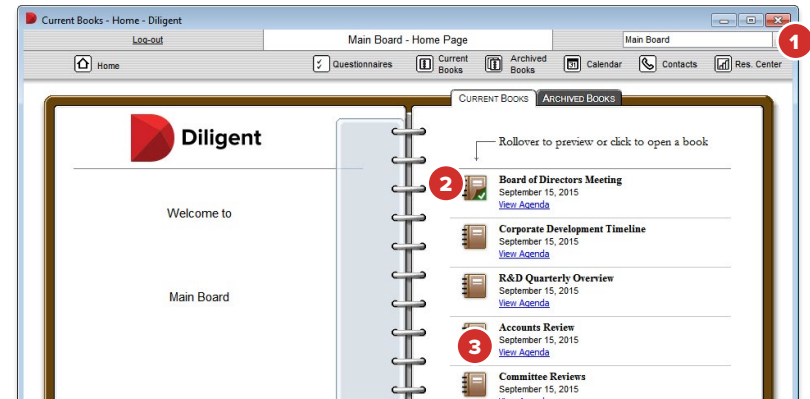 Current Books - Home - Diligent
Log-out
Main Board - Home Page
Main Board
1
Home
Questionnaires
Current Books
Archived Books
31
Calendar
Contacts
Res. Center
CURRENT BOOKS
ARCHIVED BOOKS
Diligent
Rollover to preview or click to open a book
2
Board of Directors Meeting
September 15, 2015
View Agenda
Welcome to
Corporate Development Timeline
September 15, 2015
View Agenda
Main Board
R&D Quarterly Overview
September 15, 2015
View Agenda
3
Accounts Review
September 15, 2015
View Agenda
Committee Reviews
September 15, 2015